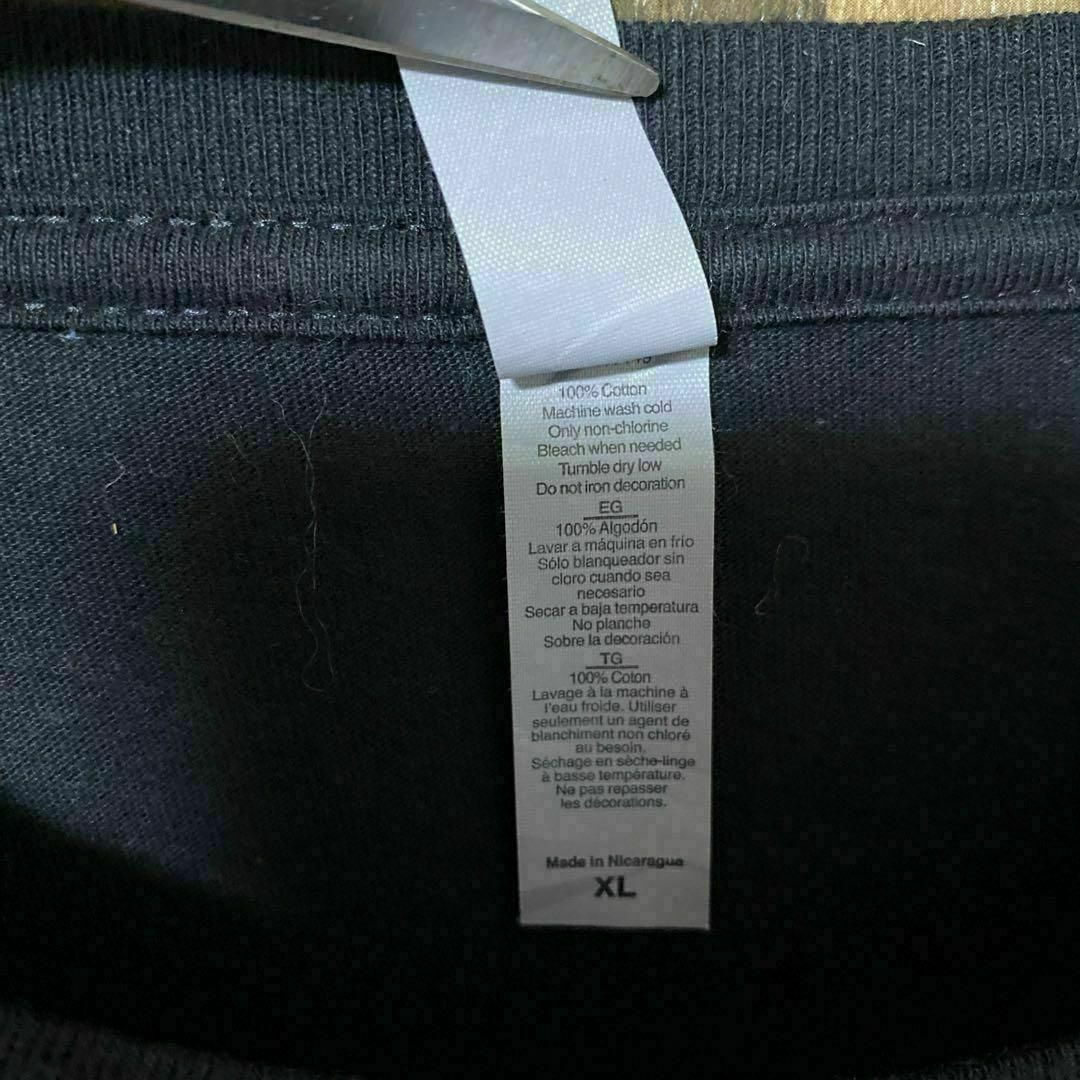 100% Cotton
Machine wash cold
Only non-chlorine
Bleach when needed
Tumble dry low
Do not iron decoration
EG
100% Algodón
Lavar a máquina en frio
Sólo blanqueador sin
cloro cuando sea
necesario
Secar a baja temperatura
No planche
Sobre la decoración
TG
100% Coton
Lavage à la machine à
l'eau froide. Utiliser
seulement un agent de
blanchiment non chloré
au besoin.
Séchage en sèche-linge
à basse température.
Ne pas repasser
les décorations.
Made in Nicaragua
XL